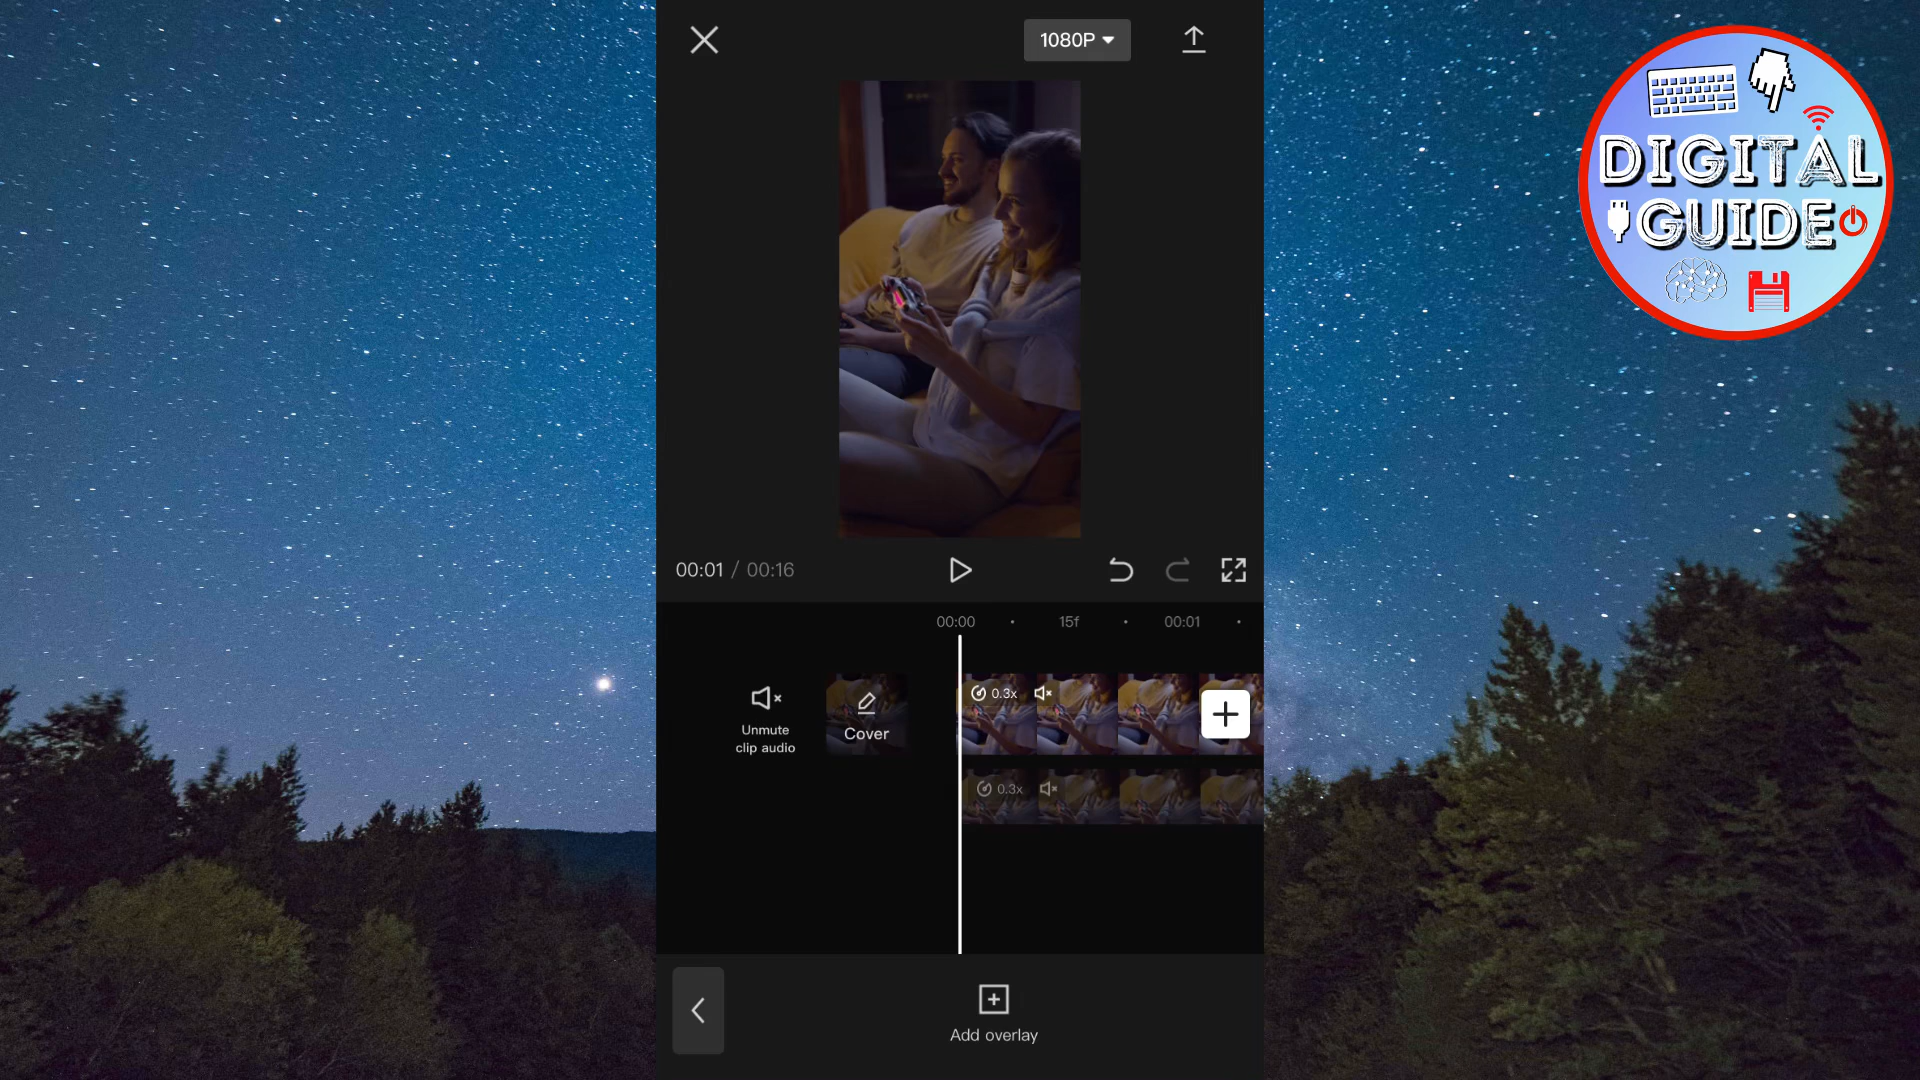 1080P
DIGITAL
GUIDE
00:01 / 00:16
00:00
15f
00:01
Unmute
clip audio
Cover
0.3x
0.3x
Add overlay